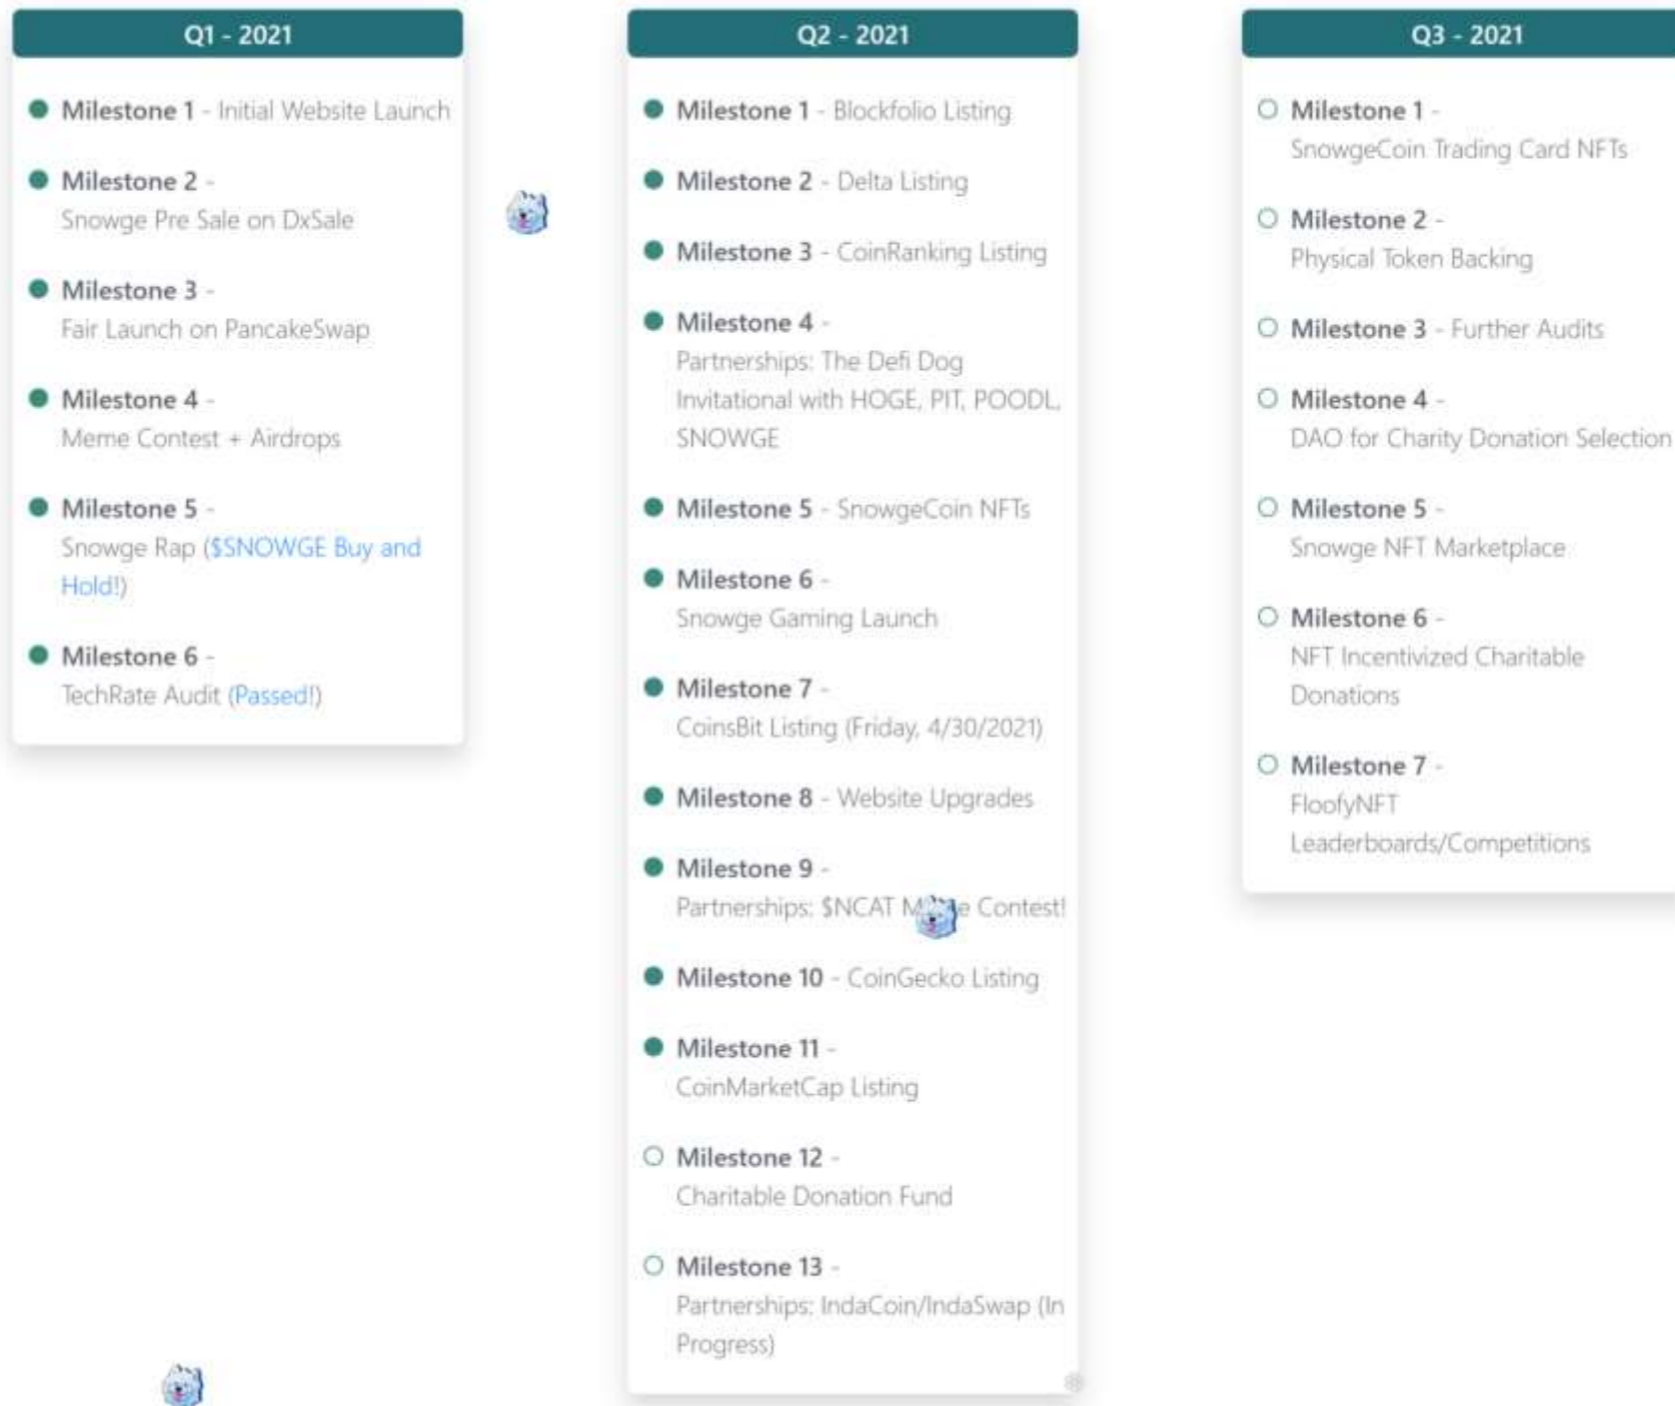 Q1 - 2021
Milestone 1 - Initial Website Launch
Milestone 2 -
Snowge Pre Sale on DxSale
Milestone 3 -
Fair Launch on PancakeSwap
Milestone 4 -
Meme Contest + Airdrops
Milestone 5 -
Snowge Rap ($SNOWGE Buy and
Hold!)
Milestone 6 -
TechRate Audit (Passed!)
Q2 - 2021
Milestone 1 - Blockfolio Listing
Milestone 2 - Delta Listing
Milestone 3 - CoinRanking Listing
Milestone 4 -
Partnerships: The Defi Dog
Invitational with HOGE, PIT, POODL,
SNOWGE
Milestone 5 - SnowgeCoin NFTs
Milestone 6 -
Snowge Gaming Launch
Milestone 7 -
CoinsBit Listing (Friday, 4/30/2021)
Milestone 8 - Website Upgrades
Milestone 9 -
Partnerships: $NCAT Contest!
Milestone 10 - CoinGecko Listing
Milestone 11 -
CoinMarketCap Listing
Milestone 12 -
Charitable Donation Fund
Milestone 13 -
Partnerships: IndaCoin/IndaSwap (In
Progress)
Q3 - 2021
Milestone 1 -
SnowgeCoin Trading Card NFTs
Milestone 2 -
Physical Token Backing
Milestone 3 - Further Audits
Milestone 4 -
DAO for Charity Donation Selection
Milestone 5 -
Snowge NFT Marketplace
Milestone 6 -
NFT Incentivized Charitable
Donations
Milestone 7 -
FloofyNFT
Leaderboards/Competitions